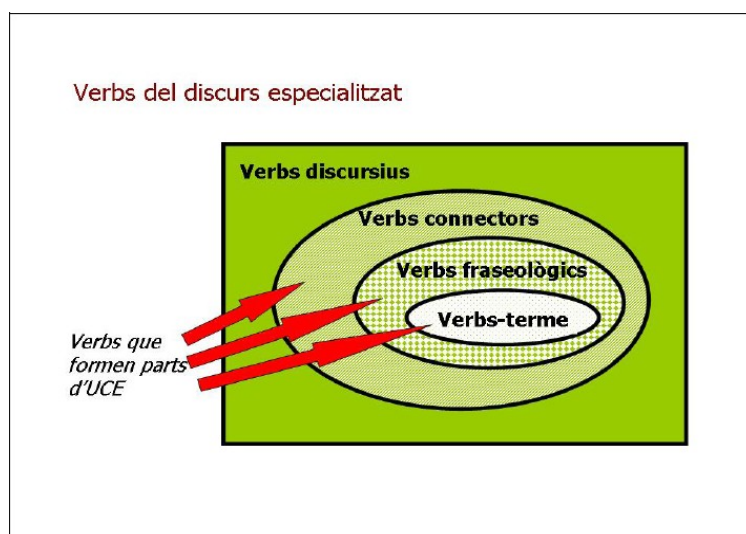 Verbs del discurs especialitzat
Verbs discursius
Verbs connectors
Verbs fraseològics
Verbs-terme
Verbs que
formen parts
d'UCE